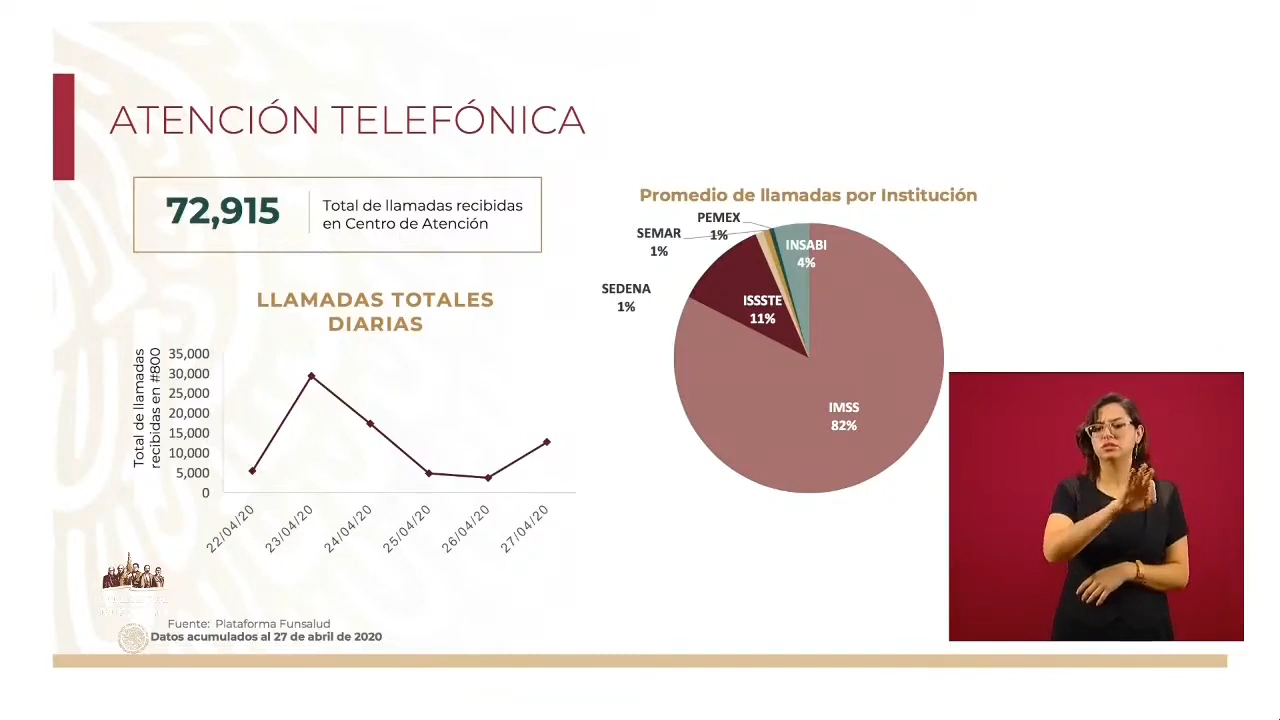 ATENCIÓN TELEFÓNICA
72,915
Total de llamadas recibidas
en Centro de Atención
LLAMADAS TOTALES
DIARIAS
Total de llamadas
recibidas en #800
35,000
30,000
25,000
20,000
15,000
10,000
5,000
0
22/04/20
23/04/20
24/04/20
25/04/20
26/04/20
27/04/20
Promedio de llamadas por Institución
PEMEX
1%
SEMAR
1%
SEDENA
1%
INSABI
4%
ISSSTE
11%
IMSS
82%
Fuente: Plataforma Funsalud
Datos acumulados al 27 de abril de 2020